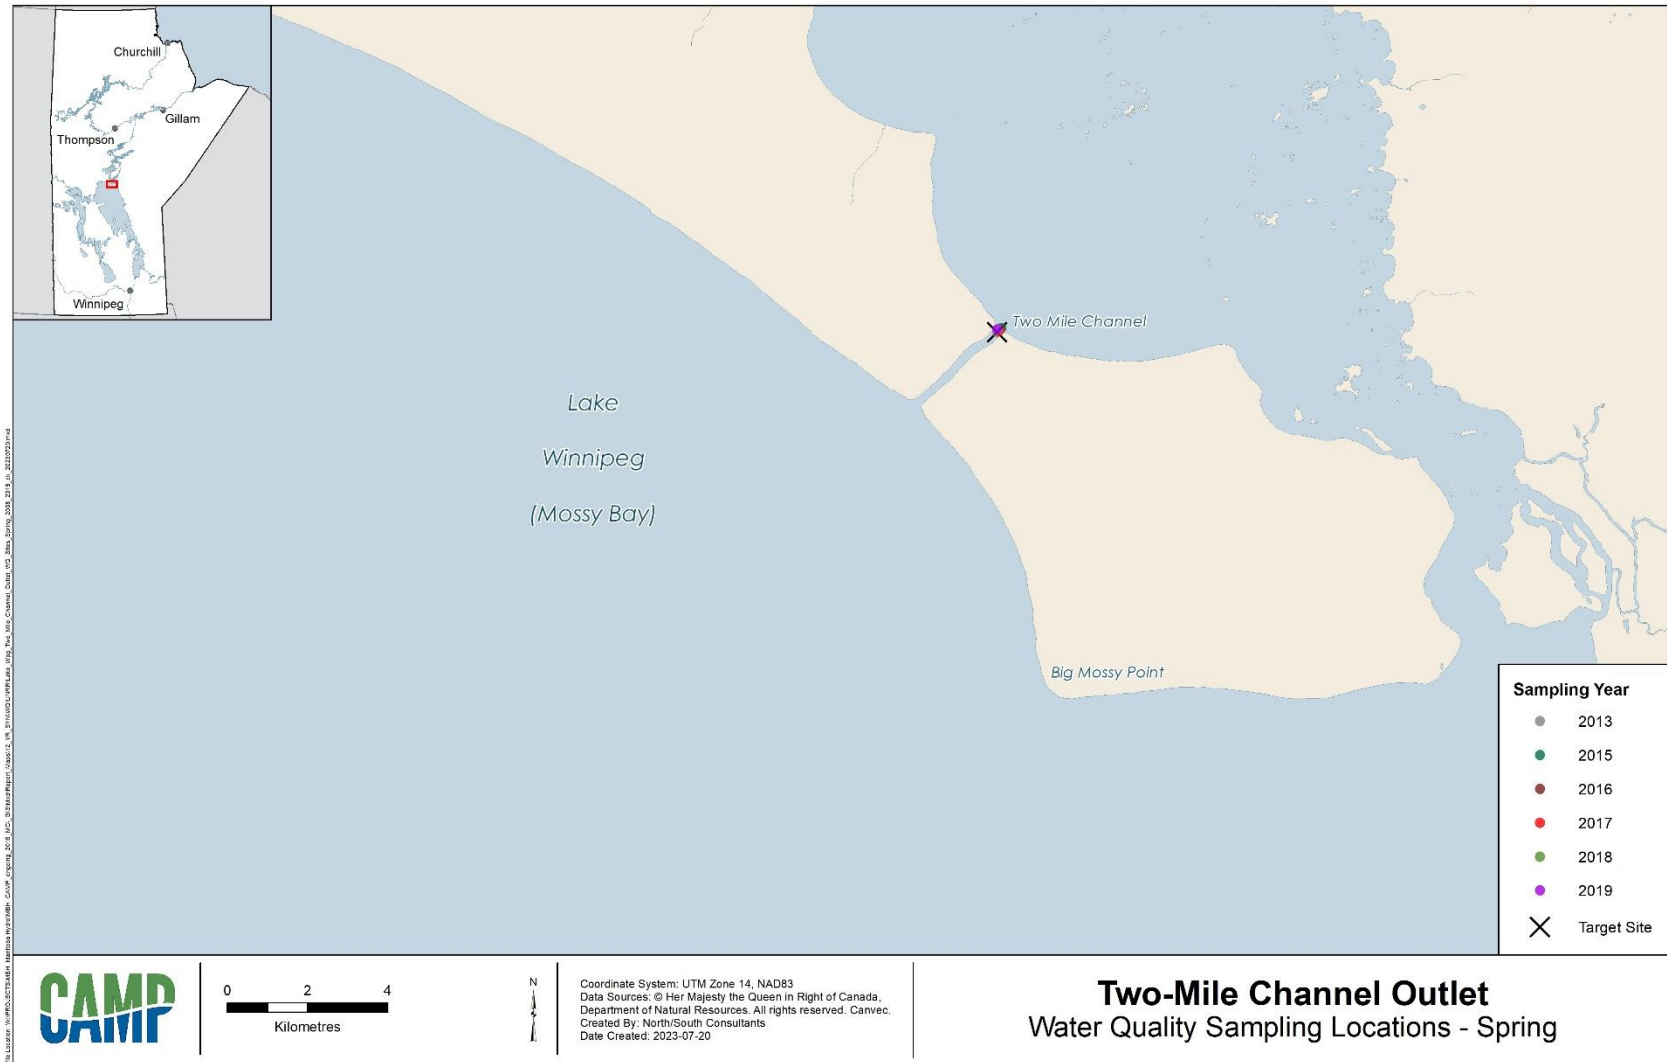 Churchill
Gillam
Thompson
Winnipeg
Two Mile Channel
Lake
Winnipeg
(Mossy Bay)
Big Mossy Point
Sampling Year
2013
2015
2016
2017
2018
2019
Target Site
CAMP
0 2 4
Kilometres
N
Coordinate System: UTM Zone 14, NAD83
Data Sources: © Her Majesty the Queen in Right of Canada,
Department of Natural Resources. All rights reserved. Canvec.
Created By: North/South Consultants
Date Created: 2023-07-20
Two-Mile Channel Outlet
Water Quality Sampling Locations - Spring